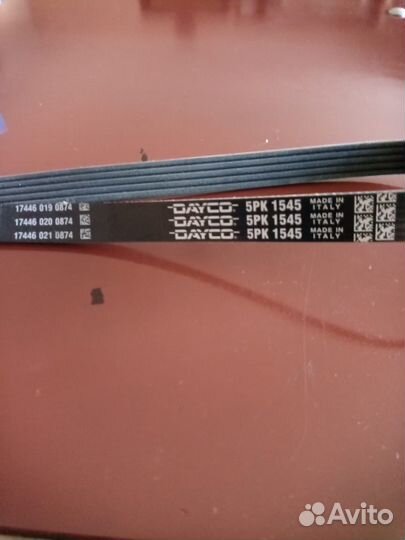 17446 019 0874 DAYCO 5PK 1545 MADE IN ITALY
17446 020 0874 DAYCO 5PK 1545 MADE IN ITALY
17446 021 0874 DAYCO 5PK 1545 MADE IN ITALY
Avito